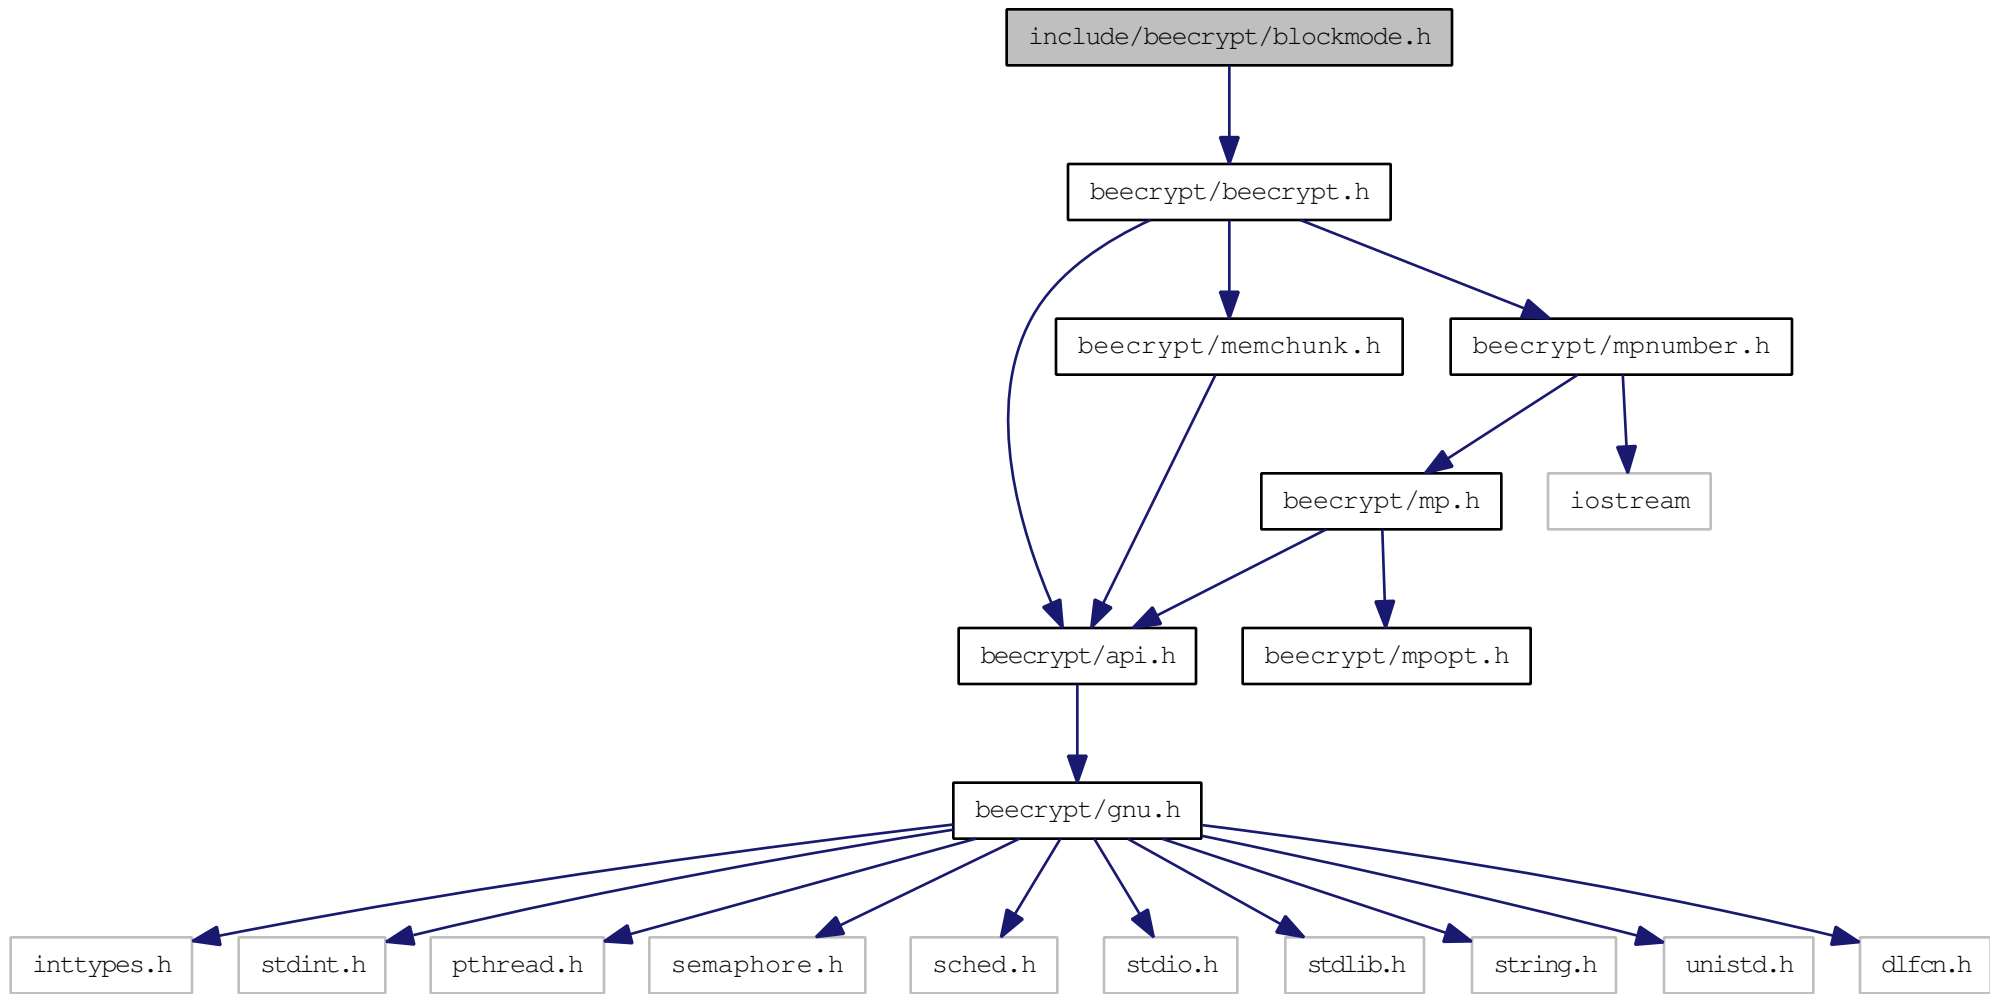 include/beecrypt/blockmode.h
beecrypt/beecrypt.h
beecrypt/memchunk.h
beecrypt/mpnumber.h
beecrypt/mp.h
iostream
beecrypt/api.h
beecrypt/mpopt.h
beecrypt/gnu.h
inttypes.h
stdint.h
pthread.h
semaphore.h
sched.h
stdio.h
stdlib.h
string.h
unistd.h
dlfcn.h